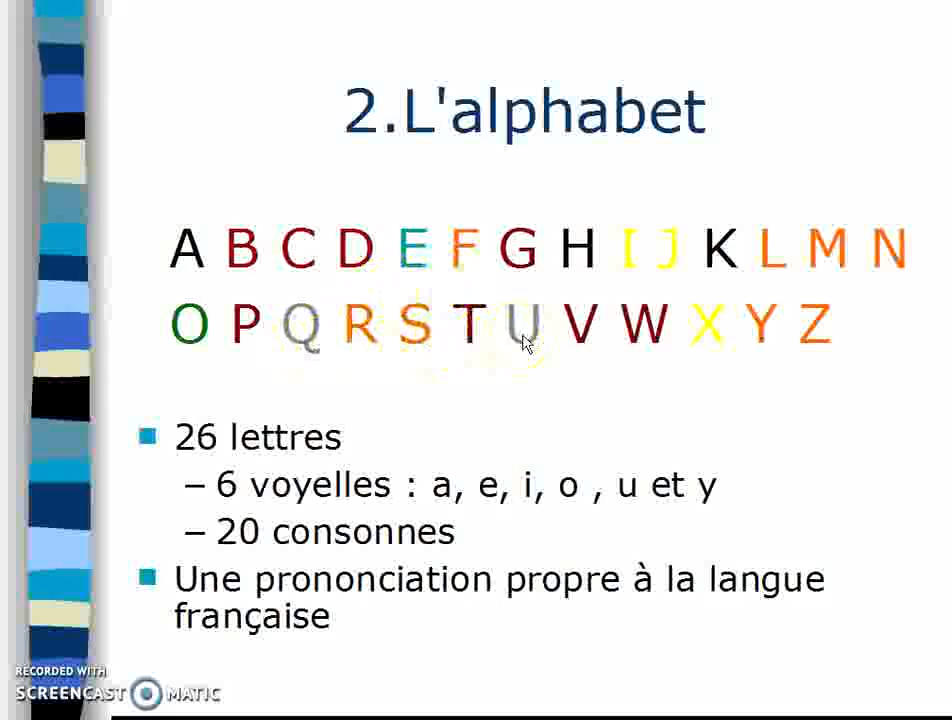 2.L'alphabet
A B C D E F G H I J K L M N
O P Q R S T U V W X Y Z
26 lettres
– 6 voyelles : a, e, i, o , u et y
– 20 consonnes
Une prononciation propre à la langue
française
RECORDED WITH
SCREENCAST MATIC